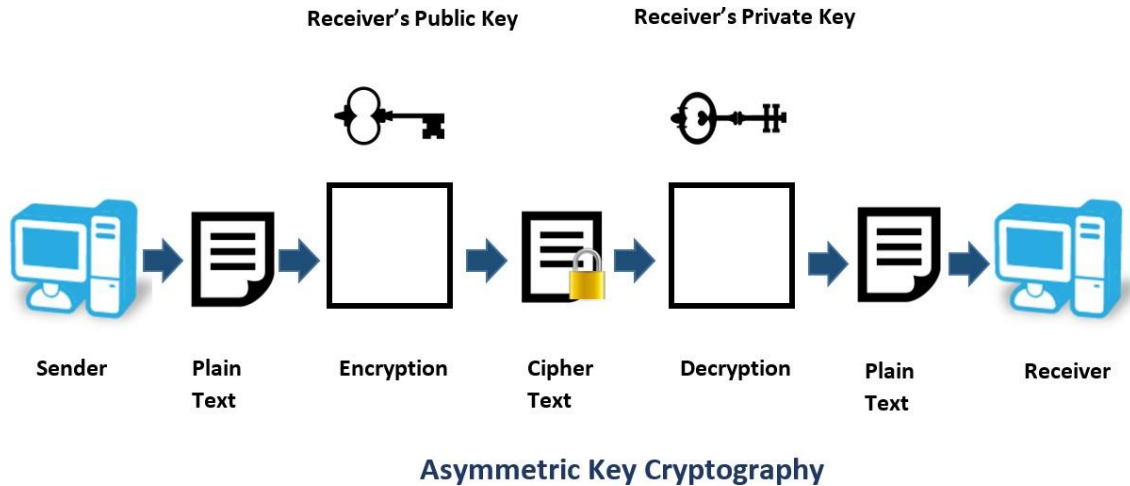 Receiver’s Public Key
Receiver’s Private Key
Sender
Plain
Text
Encryption
Cipher
Text
Decryption
Plain
Text
Receiver
Asymmetric Key Cryptography